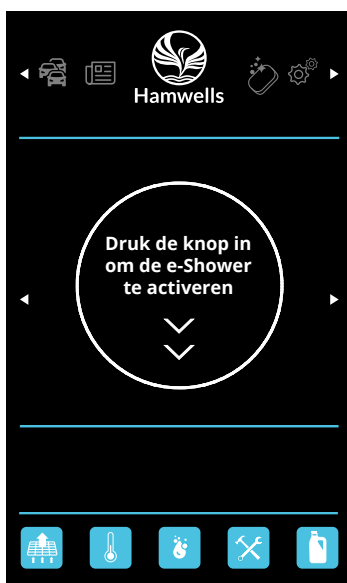 Hamwells
Druk de knop in
om de e-Shower
te activeren